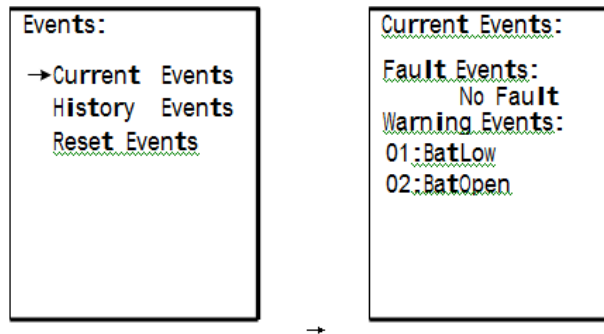 Events:
→Current Events
History Events
Reset Events
Current Events:
Fault Events:
No Fault
Warning Events:
01:BatLow
02:BatOpen
→